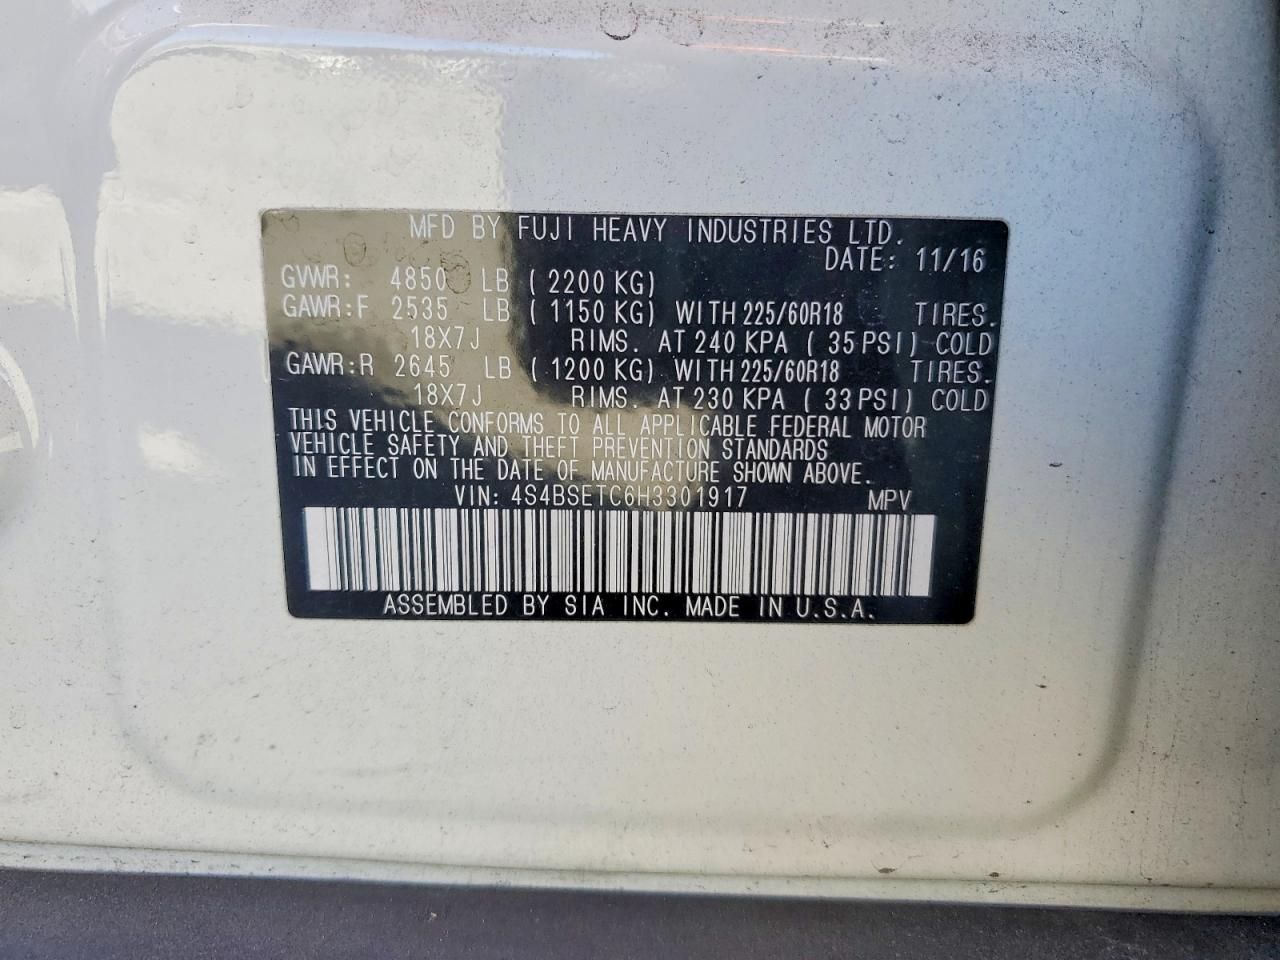 MFD BY FUJI HEAVY INDUSTRIES LTD.
DATE: 11/16
GVWR: 4850 LB ( 2200 KG)
GAWR:F 2535 LB ( 1150 KG) WITH 225/60R18 TIRES.
18X7J RIMS. AT 240 KPA ( 35 PSI) COLD
GAWR:R 2645 LB ( 1200 KG) WITH 225/60R18 TIRES.
18X7J RIMS. AT 230 KPA ( 33 PSI) COLD
THIS VEHICLE CONFORMS TO ALL APPLICABLE FEDERAL MOTOR
VEHICLE SAFETY AND THEFT PREVENTION STANDARDS
IN EFFECT ON THE DATE OF MANUFACTURE SHOWN ABOVE.
VIN: 4S4BSETC6H3301917 MPV
ASSEMBLED BY SIA INC. MADE IN U.S.A.